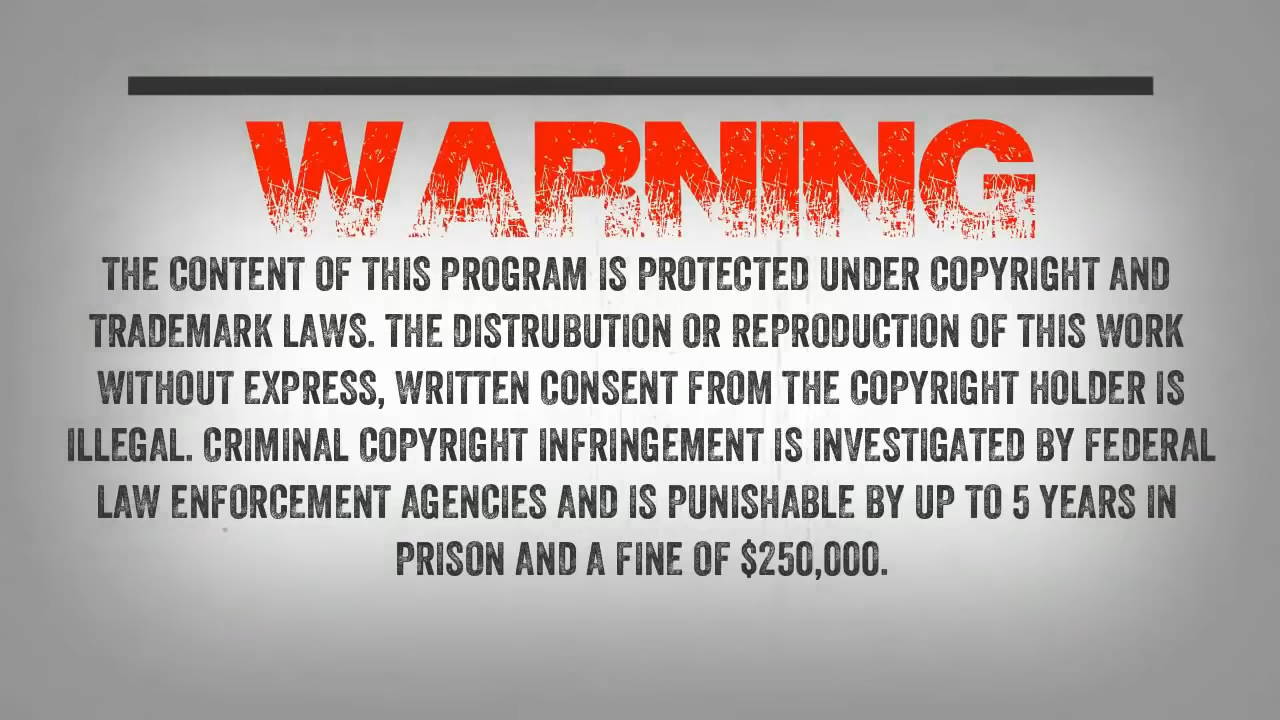 WARNING
THE CONTENT OF THIS PROGRAM IS PROTECTED UNDER COPYRIGHT AND
TRADEMARK LAWS. THE DISTRUBUTION OR REPRODUCTION OF THIS WORK
WITHOUT EXPRESS, WRITTEN CONSENT FROM THE COPYRIGHT HOLDER IS
ILLEGAL. CRIMINAL COPYRIGHT INFRINGEMENT IS INVESTIGATED BY FEDERAL
LAW ENFORCEMENT AGENCIES AND IS PUNISHABLE BY UP TO 5 YEARS IN
PRISON AND A FINE OF $250,000.